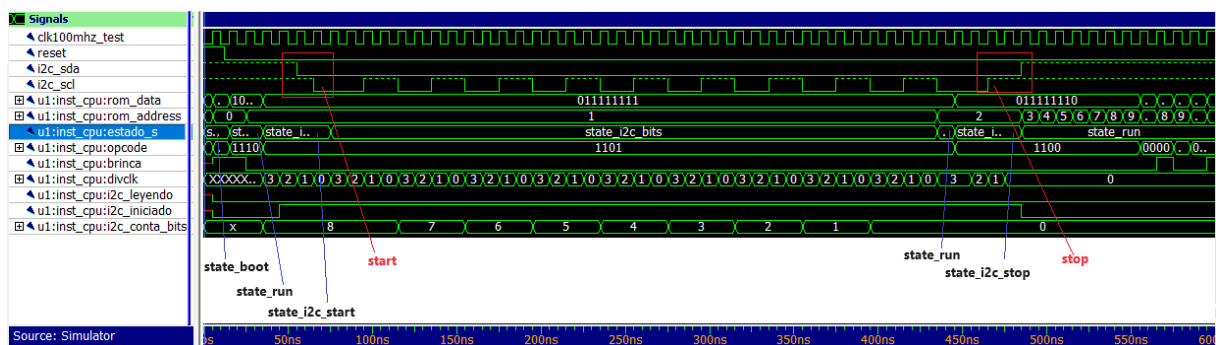 Signals
clk100mhz_test
reset
i2c_sda
i2c_scl
u1:inst_cpu:rom_data . 10.. 011111111 011111110 . . . .
u1:inst_cpu:rom_address 0 1 2 3 4 5 6 7 8 9 . 8 9 .
u1:inst_cpu:estado_s s.. . st.. state_i.. state_i2c_bits . state_i.. state_run
u1:inst_cpu:opcode . . 1110 1101 1100 0000 . 0..
u1:inst_cpu:brinca
u1:inst_cpu:divclk XXXXX.. 3 2 1 0 3 2 1 0 3 2 1 0 3 2 1 0 3 2 1 0 3 2 1 0 3 2 1 0 3 2 1 0 3 2 1 0 3 2 1 0 3 2 1 0
u1:inst_cpu:i2c_leyendo
u1:inst_cpu:i2c_iniciado
u1:inst_cpu:i2c_conta_bits x 8 7 6 5 4 3 2 1 0
state_boot
start
state_run
stop
state_run
state_i2c_stop
state_i2c_start
Source: Simulator 50ns 100ns 150ns 200ns 250ns 300ns 350ns 400ns 450ns 500ns 550ns